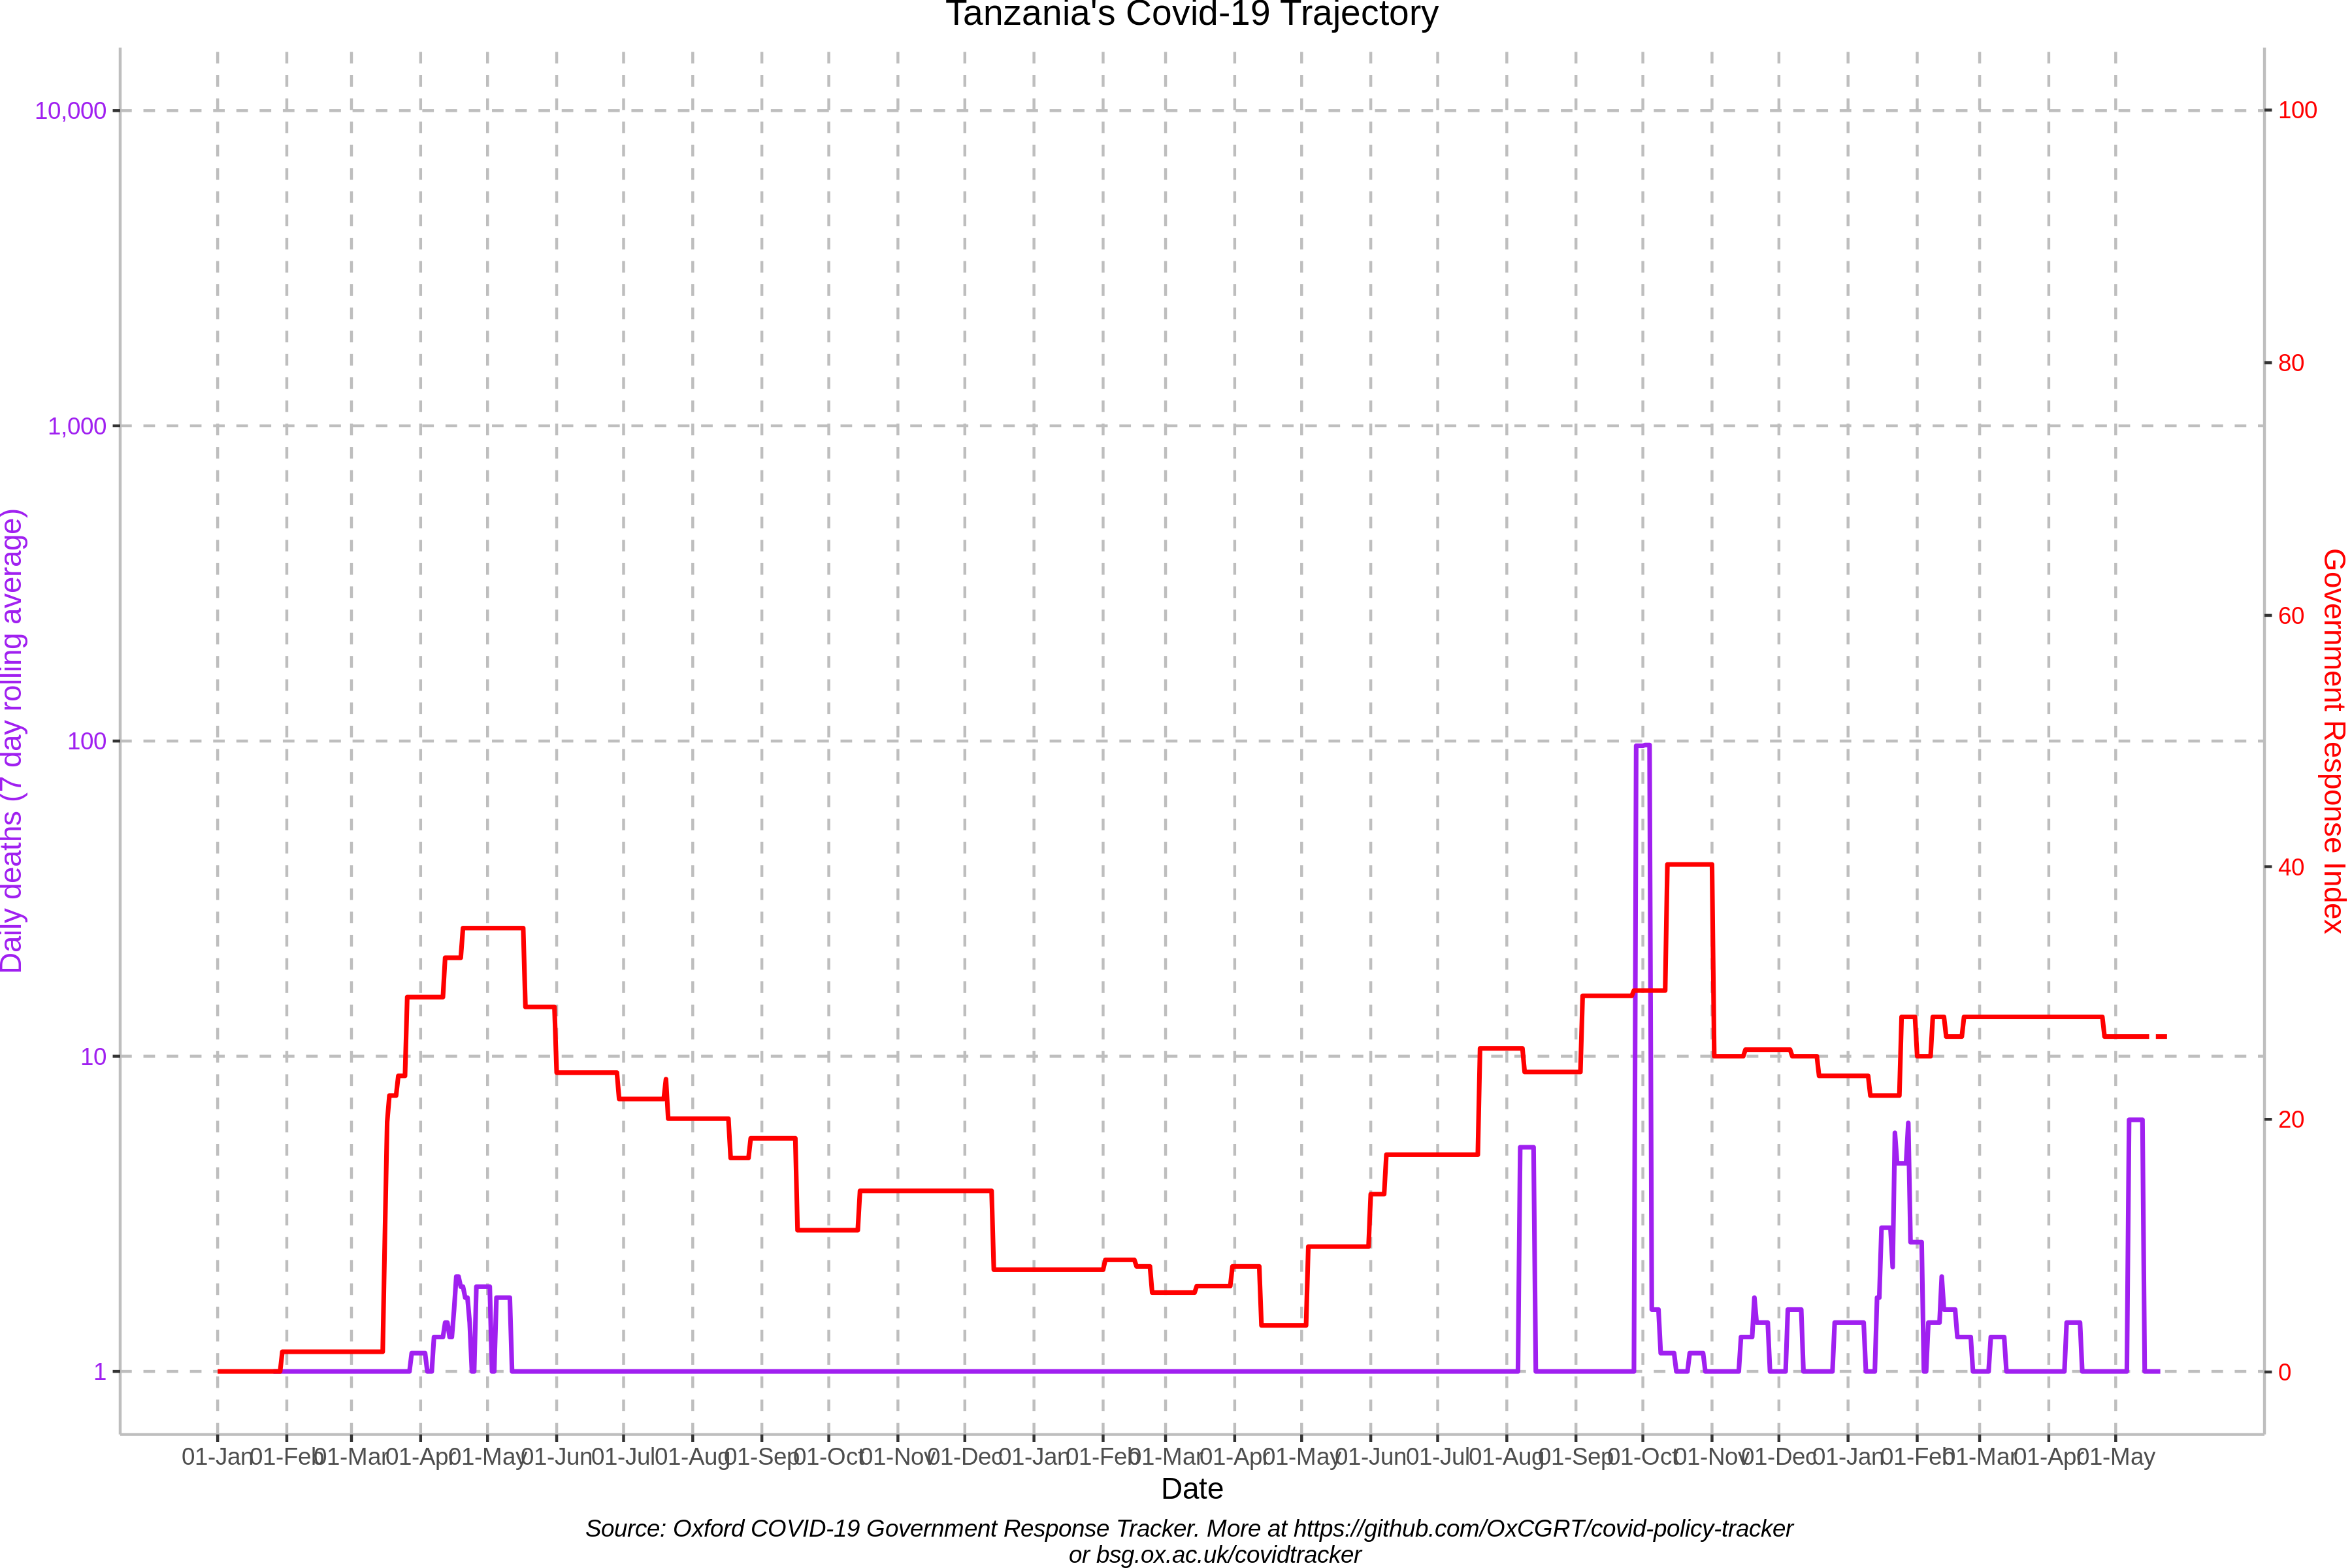 Tanzania's Covid-19 Trajectory
10,000
1,000
100
10
1
Daily deaths (7 day rolling average)
100
80
60
40
20
0
Government Response Index
01-Jan 01-Feb 01-Mar 01-Apr 01-May 01-Jun 01-Jul 01-Aug 01-Sep 01-Oct 01-Nov 01-Dec 01-Jan 01-Feb 01-Mar 01-Apr 01-May 01-Jun 01-Jul 01-Aug 01-Sep 01-Oct 01-Nov 01-Dec 01-Jan 01-Feb 01-Mar 01-Apr 01-May
Date
Source: Oxford COVID-19 Government Response Tracker. More at https://github.com/OxCGRT/covid-policy-tracker
or bsg.ox.ac.uk/covidtracker